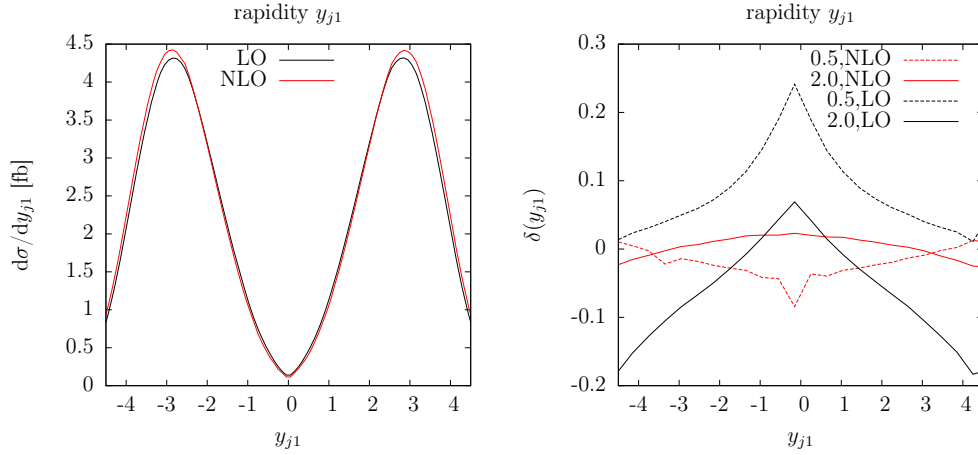 rapidity y_{j1}
dσ/dy_{j1} [fb]
4.5
4
3.5
3
2.5
2
1.5
1
0.5
0
LO
NLO
-4 -3 -2 -1 0 1 2 3 4
y_{j1}
rapidity y_{j1}
δ(y_{j1})
0.3
0.2
0.1
0
-0.1
-0.2
0.5,NLO
2.0,NLO
0.5,LO
2.0,LO
-4 -3 -2 -1 0 1 2 3 4
y_{j1}